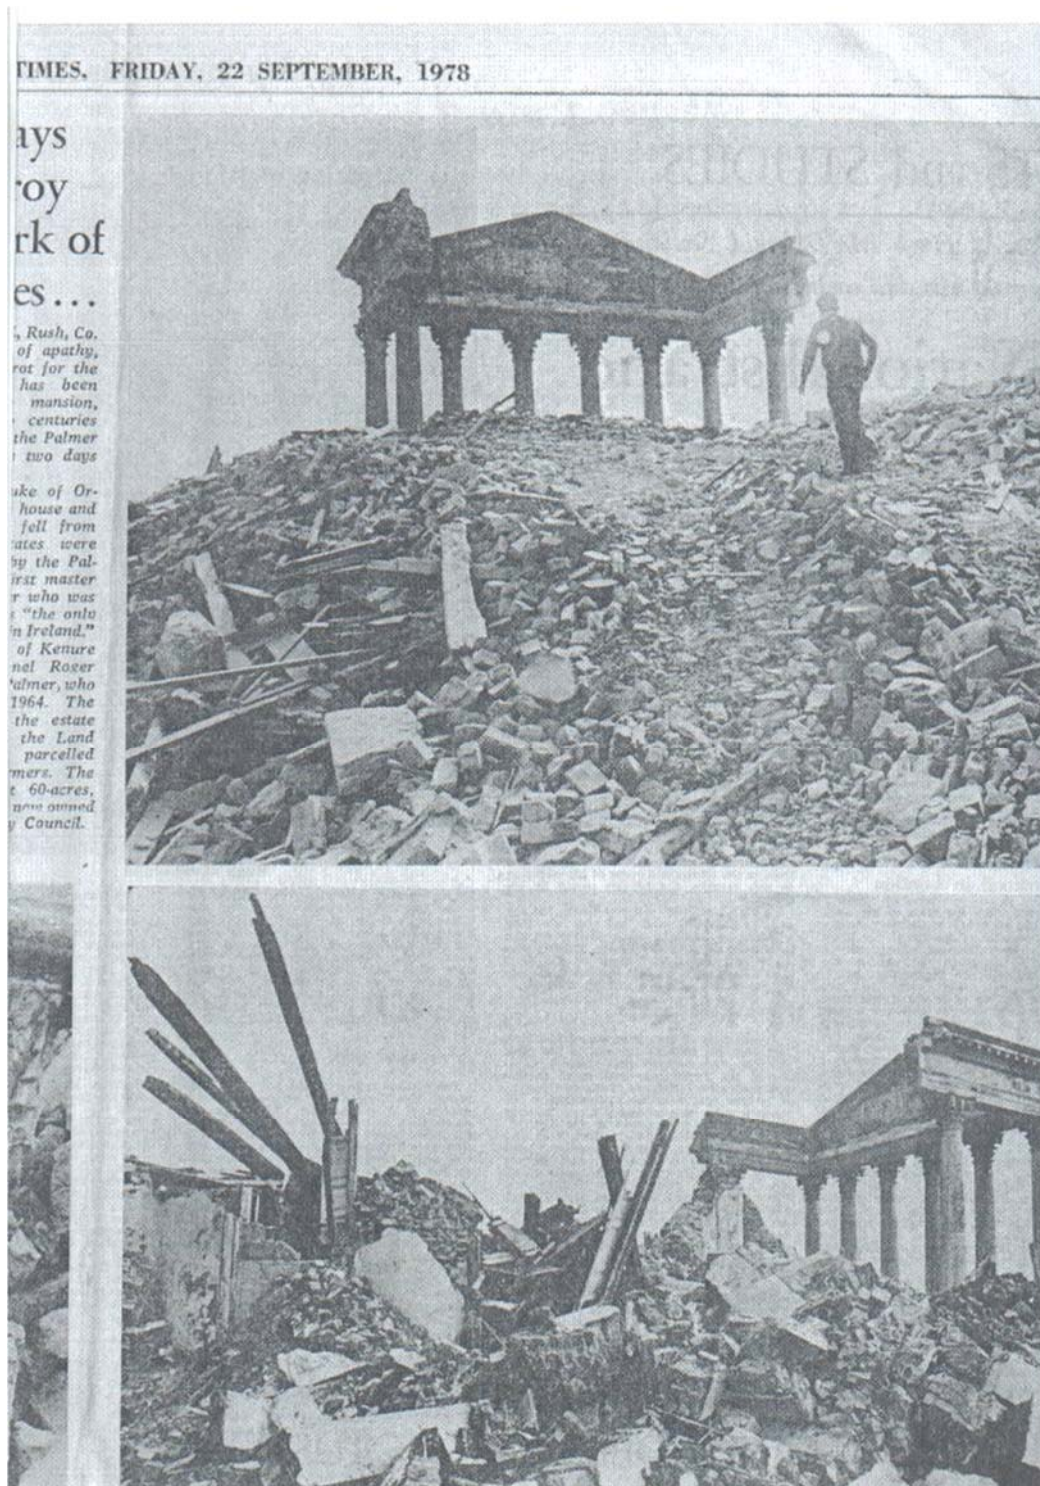 TIMES, FRIDAY, 22 SEPTEMBER, 1978
ays
roy
rk of
es...
, Rush, Co.
of apathy,
rot for the
has been
mansion,
centuries
the Palmer
two days
uke of Or-
house and
fell from
ates were
by the Pal-
irst master
r who was
"the only
in Ireland."
of Kenure
nel Roger
Palmer, who
1964. The
the estate
the Land
parcelled
mers. The
t 60-acres,
now owned
y Council.